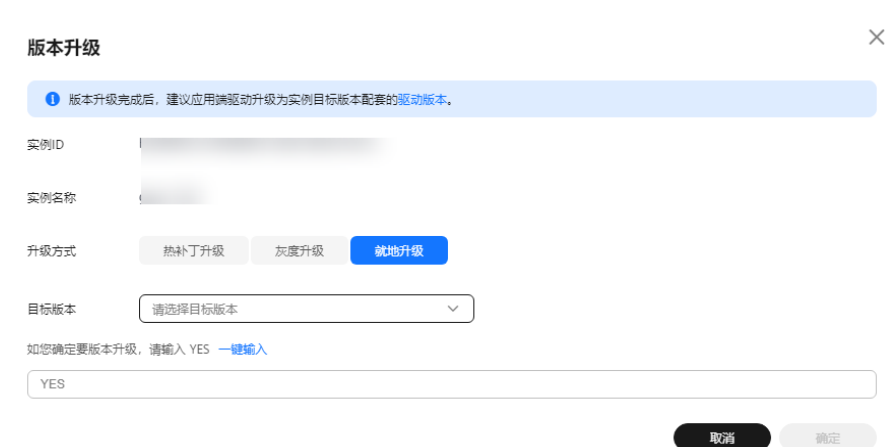 版本升级
版本升级完成后，建议应用端驱动升级为实例目标版本配套的驱动版本。
实例ID
实例名称
升级方式 热补丁升级 灰度升级 就地升级
目标版本 请选择目标版本
如您确定要版本升级，请输入 YES 一键输入
YES
取消 确定